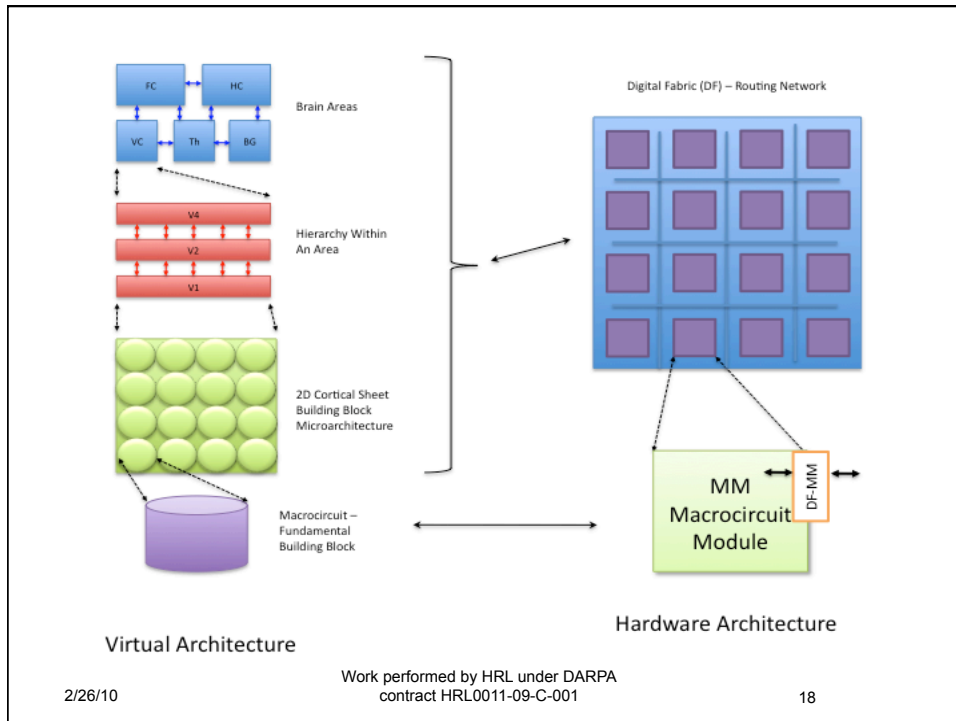 FC
HC
Brain Areas
VC
Th
BG
V4
V2
V1
Hierarchy Within
An Area
2D Cortical Sheet
Building Block
Microarchitecture
Macrocircuit –
Fundamental
Building Block
Virtual Architecture
Digital Fabric (DF) – Routing Network
MM
Macrocircuit
Module
DF-MM
Hardware Architecture
2/26/10
Work performed by HRL under DARPA
contract HRL0011-09-C-001
18